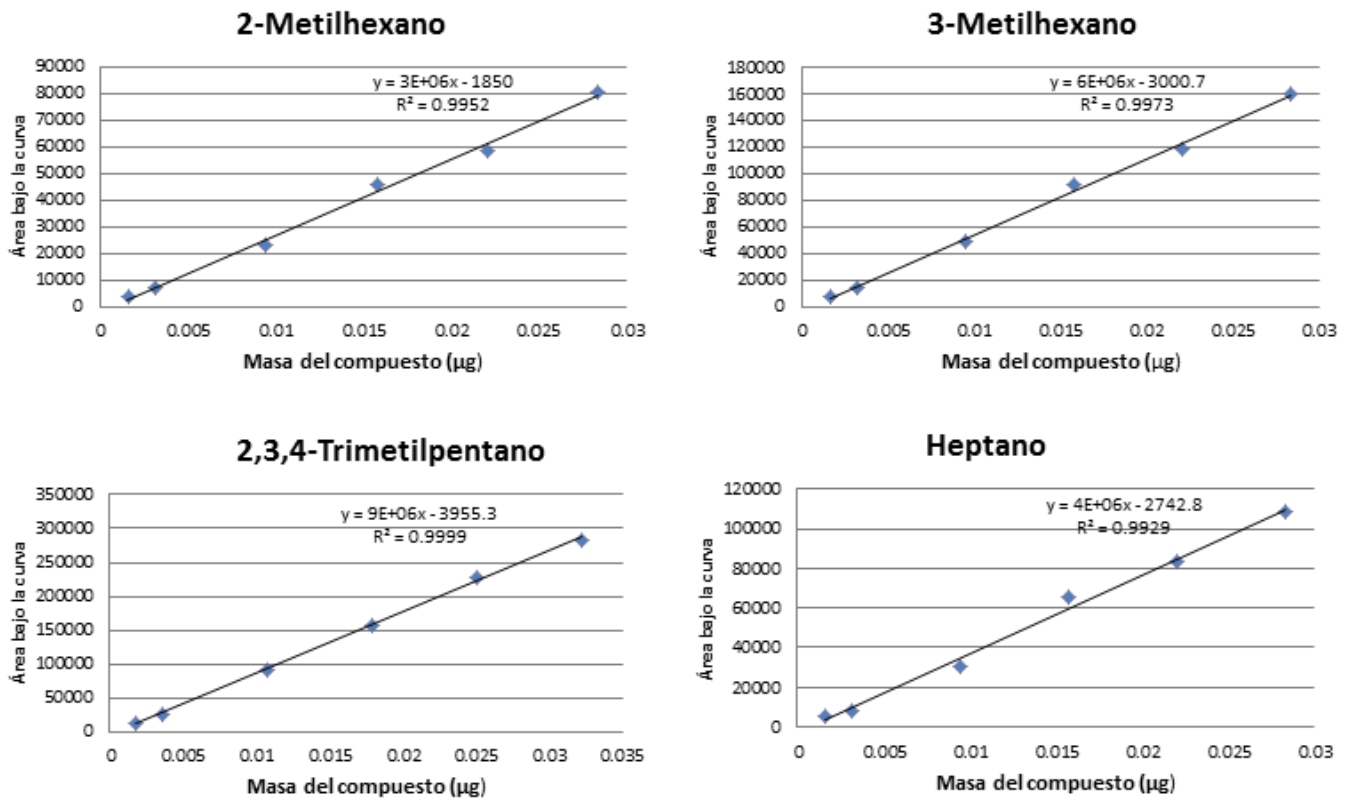 2-Metilhexano
90000
80000
70000
60000
50000
40000
30000
20000
10000
0
Área bajo la curva
y = 3E+06x - 1850
R² = 0.9952
0 0.005 0.01 0.015 0.02 0.025 0.03
Masa del compuesto (µg)
3-Metilhexano
180000
160000
140000
120000
100000
80000
60000
40000
20000
0
Área bajo la curva
y = 6E+06x - 3000.7
R² = 0.9973
0 0.005 0.01 0.015 0.02 0.025 0.03
Masa del compuesto (µg)
2,3,4-Trimetilpentano
350000
300000
250000
200000
150000
100000
50000
0
Área bajo la curva
y = 9E+06x - 3955.3
R² = 0.9999
0 0.005 0.01 0.015 0.02 0.025 0.03 0.035
Masa del compuesto (µg)
Heptano
120000
100000
80000
60000
40000
20000
0
Área bajo la curva
y = 4E+06x - 2742.8
R² = 0.9929
0 0.005 0.01 0.015 0.02 0.025 0.03
Masa del compuesto (µg)